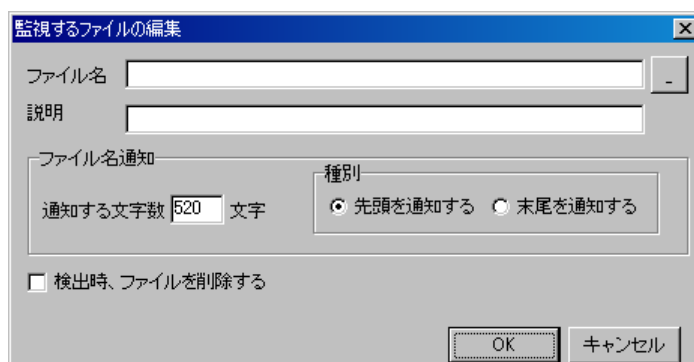 監視するファイルの編集
ファイル名
説明
ファイル名通知
種別
通知する文字数 520 文字
先頭を通知する 末尾を通知する
検出時、ファイルを削除する
OK キャンセル